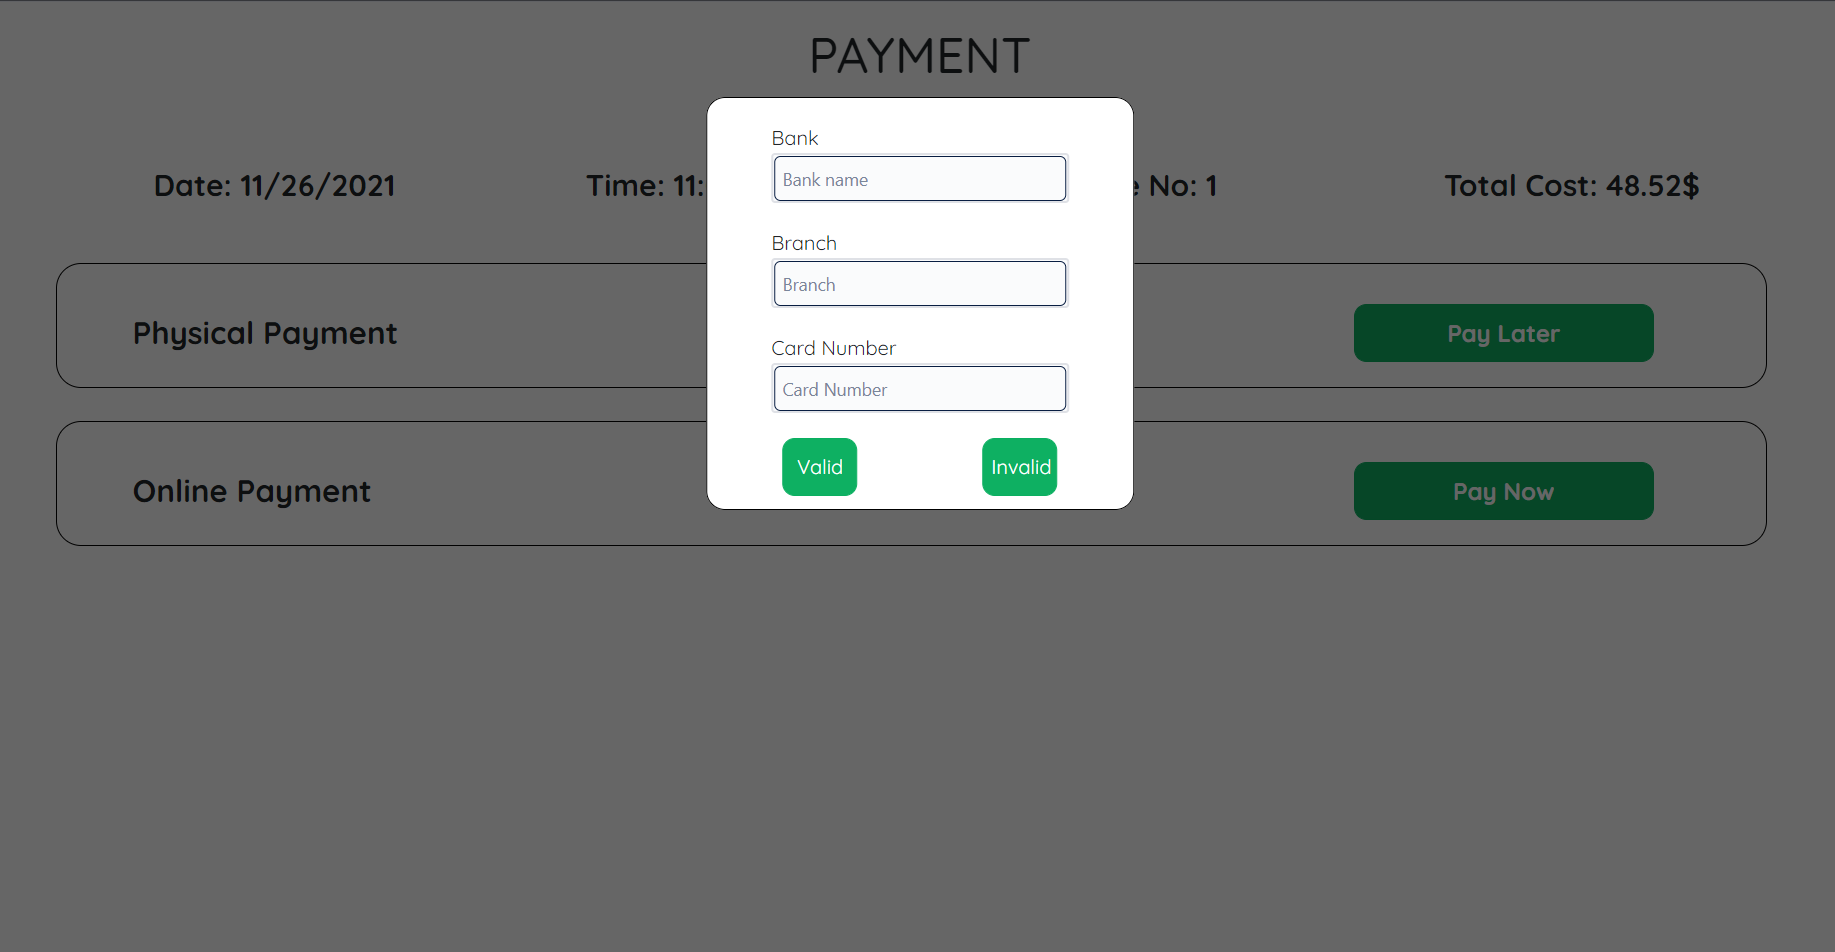 PAYMENT
Date: 11/26/2021 Time: 11: No: 1 Total Cost: 48.52$
Bank
Bank name
Branch
Branch
Card Number
Card Number
Valid Invalid
Physical Payment Pay Later
Online Payment Pay Now